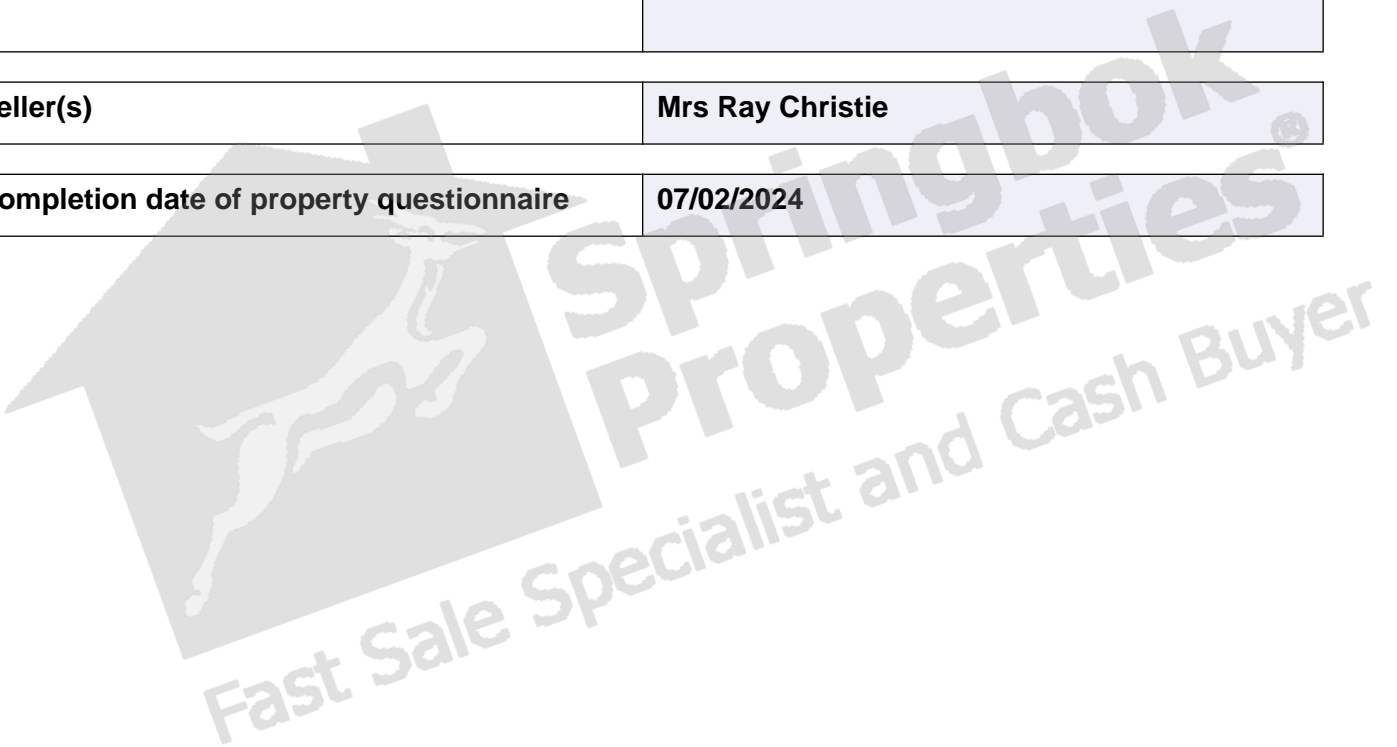 eller(s)
Mrs Ray Christie
ompletion date of property questionnaire
07/02/2024
Springbok
Properties®
Fast Sale Specialist and Cash Buyer